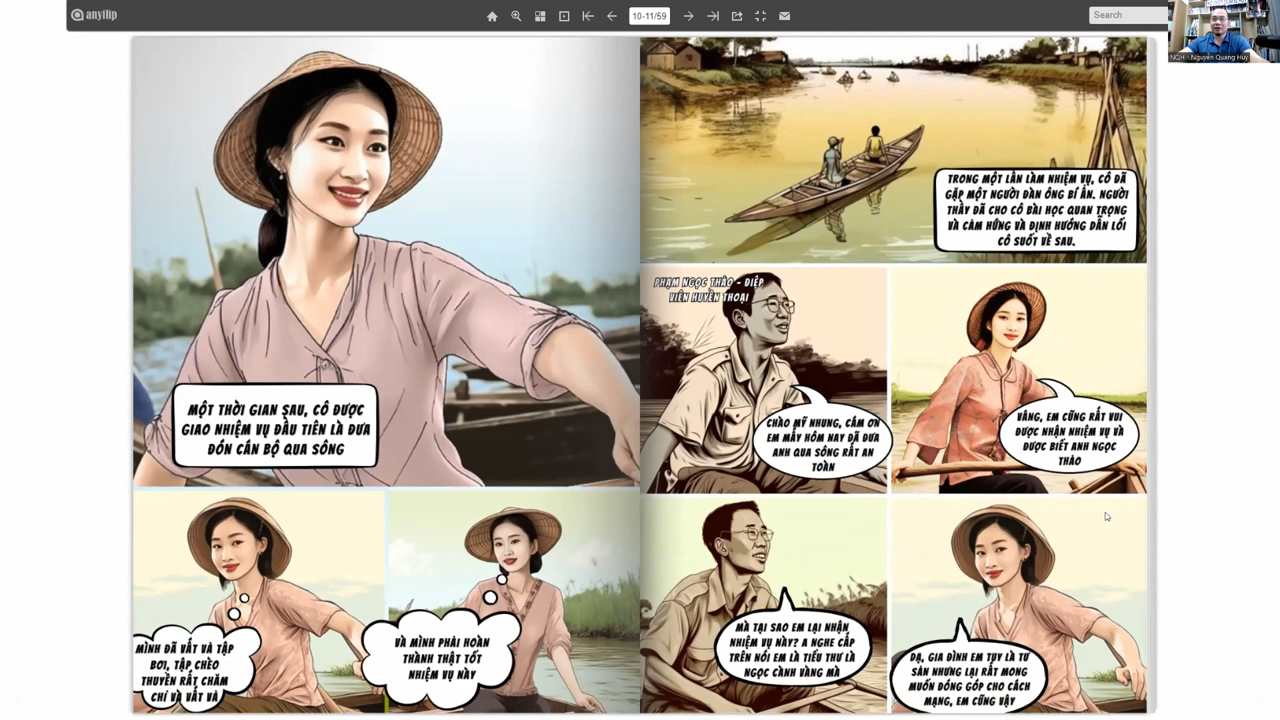 anyflip
10-11/59
Search
NQH - Nguyễn Quang Huy
MỘT THỜI GIAN SAU, CÔ ĐƯỢC
GIAO NHIỆM VỤ ĐẦU TIÊN LÀ ĐƯA
ĐÓN CÁN BỘ QUA SÔNG
MÌNH ĐÃ VẤT VẢ TẬP
BƠI, TẬP CHÈO
THUYỀN RẤT CHĂM
CHỈ VÀ VẤT VẢ
VÀ MÌNH PHẢI HOÀN
THÀNH THẬT TỐT
NHIỆM VỤ NÀY
TRONG MỘT LẦN LÀM NHIỆM VỤ, CÔ ĐÃ
GẶP MỘT NGƯỜI ĐÀN ÔNG BÍ ẨN. NGƯỜI
THẦY ĐÃ CHO CÔ BÀI HỌC QUAN TRỌNG
VÀ CẢM HỨNG VÀ ĐỊNH HƯỚNG DẪN LỐI
CÔ SUỐT VỀ SAU.
PHẠM NGỌC THẢO - ĐIỆP
VIÊN HUYỀN THOẠI
CHÀO MỸ NHUNG, CẢM ƠN
EM MẤY HÔM NAY ĐÃ ĐƯA
ANH QUA SÔNG RẤT AN
TOÀN
VÂNG, EM CŨNG RẤT VUI
ĐƯỢC NHẬN NHIỆM VỤ VÀ
ĐƯỢC BIẾT ANH NGỌC
THẢO
MÀ TẠI SAO EM LẠI NHẬN
NHIỆM VỤ NÀY? A NGHE CẤP
TRÊN NÓI EM LÀ TIỂU THƯ LÁ
NGỌC CÀNH VÀNG MÀ
DẠ, GIA ĐÌNH EM TUY LÀ TƯ
SẢN NHƯNG LẠI RẤT MONG
MUỐN ĐÓNG GÓP CHO CÁCH
MẠNG, EM CŨNG VẬY